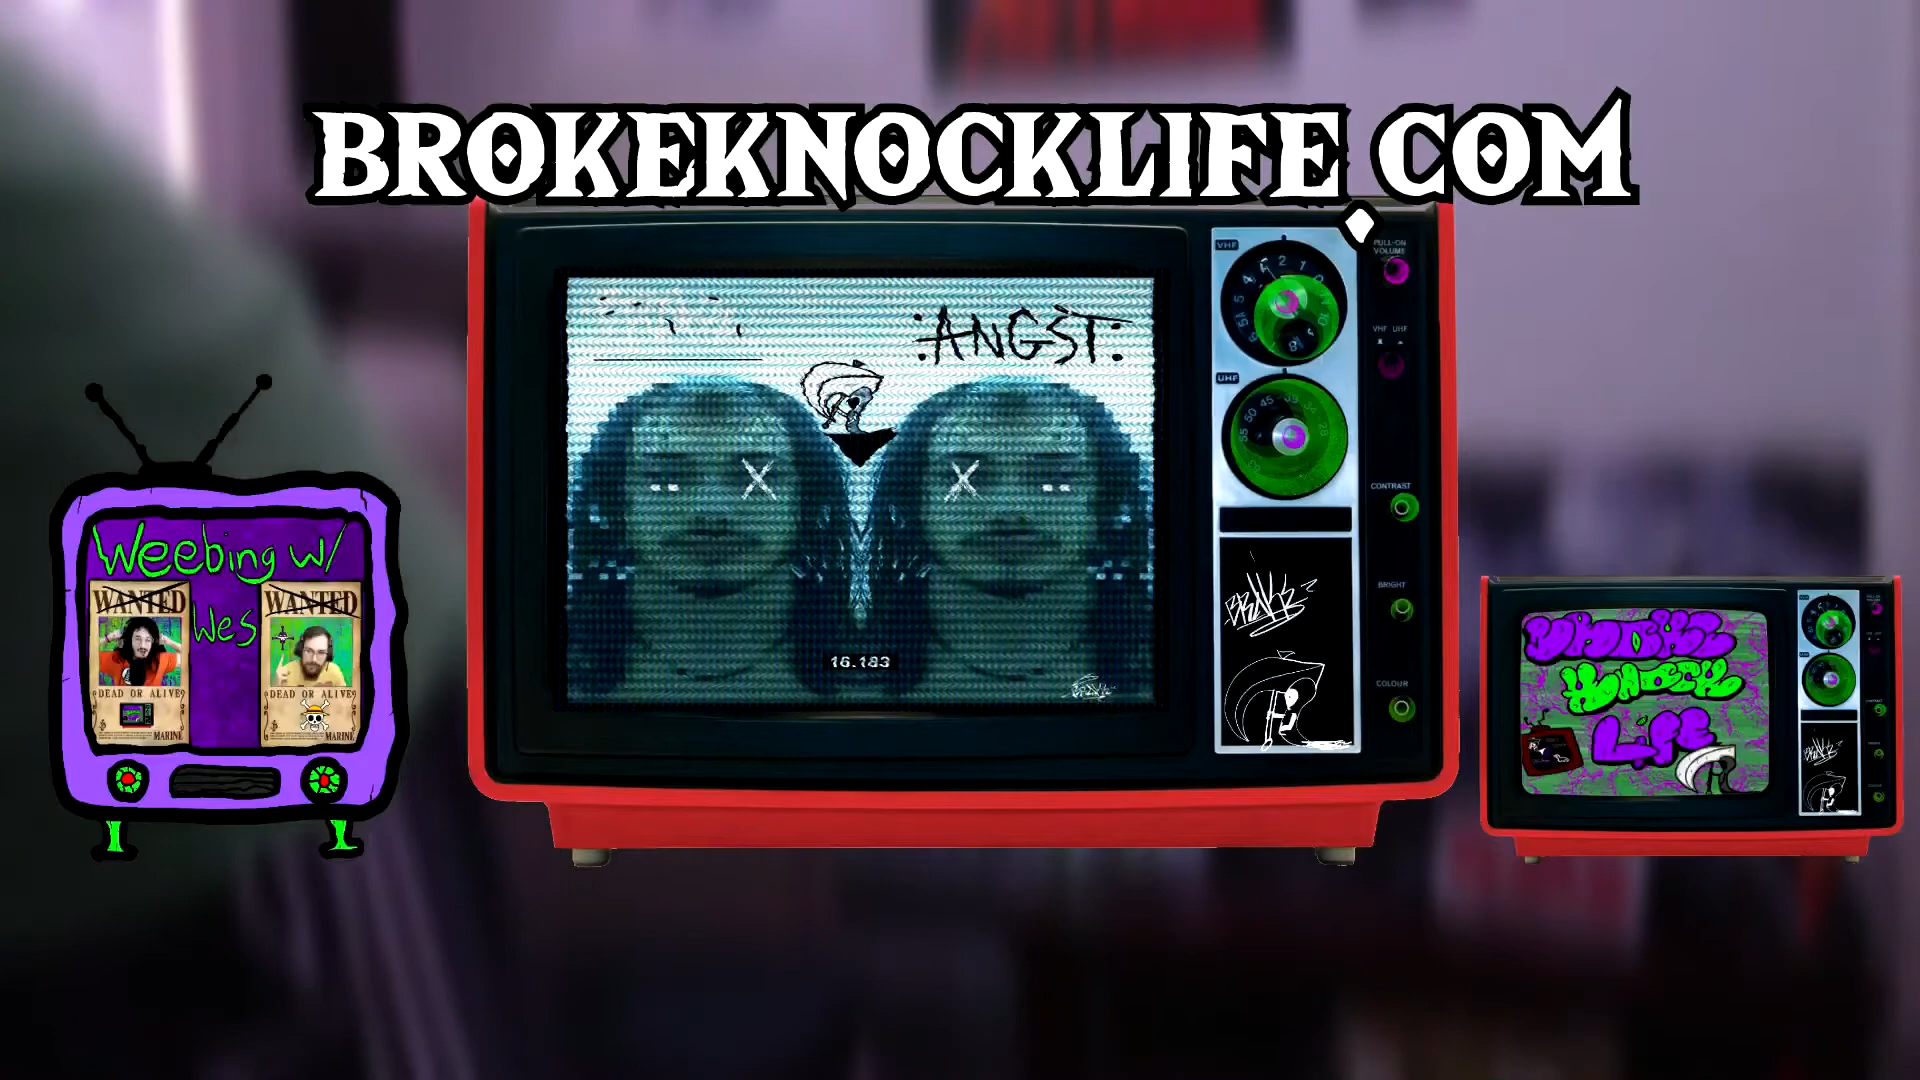 BROKEKNOCKLIFE.COM
:ANGST:
16.183
VHF
UHF
PULL-ON
VOLUME
VHF UHF
CONTRAST
BRIGHT
COLOUR
Weebing w/
Wes
WANTED
DEAD OR ALIVE
MARINE
WANTED
DEAD OR ALIVE
MARINE
LIFE